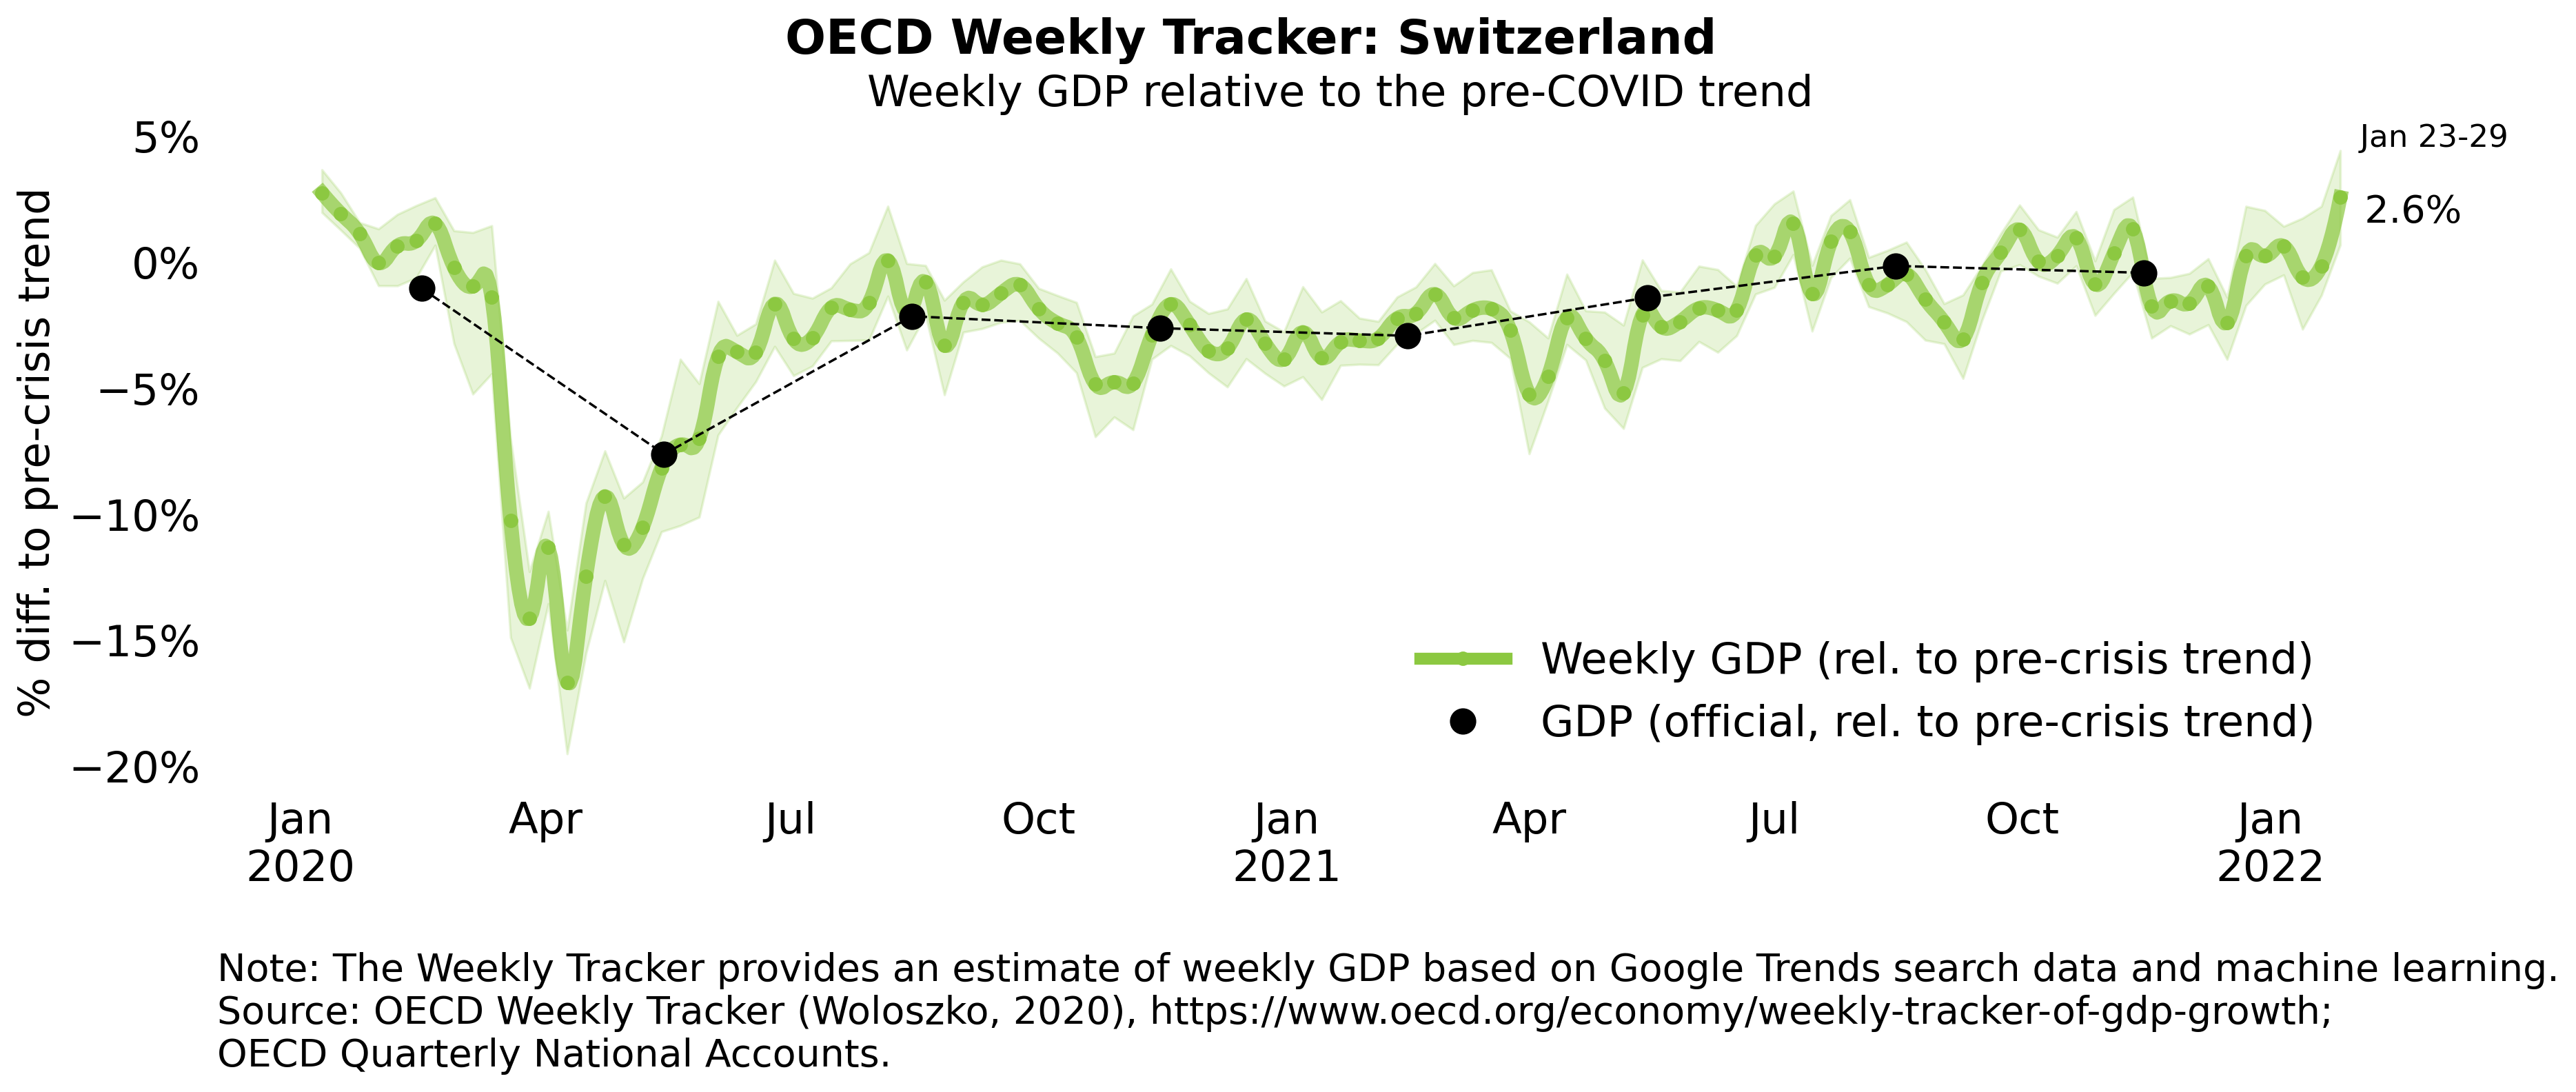 OECD Weekly Tracker: Switzerland
Weekly GDP relative to the pre-COVID trend
% diff. to pre-crisis trend
5%
0%
−5%
−10%
−15%
−20%
Jan 23-29
2.6%
Weekly GDP (rel. to pre-crisis trend)
GDP (official, rel. to pre-crisis trend)
Jan Apr Jul Oct Jan Apr Jul Oct Jan
2020 2021 2022
Note: The Weekly Tracker provides an estimate of weekly GDP based on Google Trends search data and machine learning.
Source: OECD Weekly Tracker (Woloszko, 2020), https://www.oecd.org/economy/weekly-tracker-of-gdp-growth;
OECD Quarterly National Accounts.